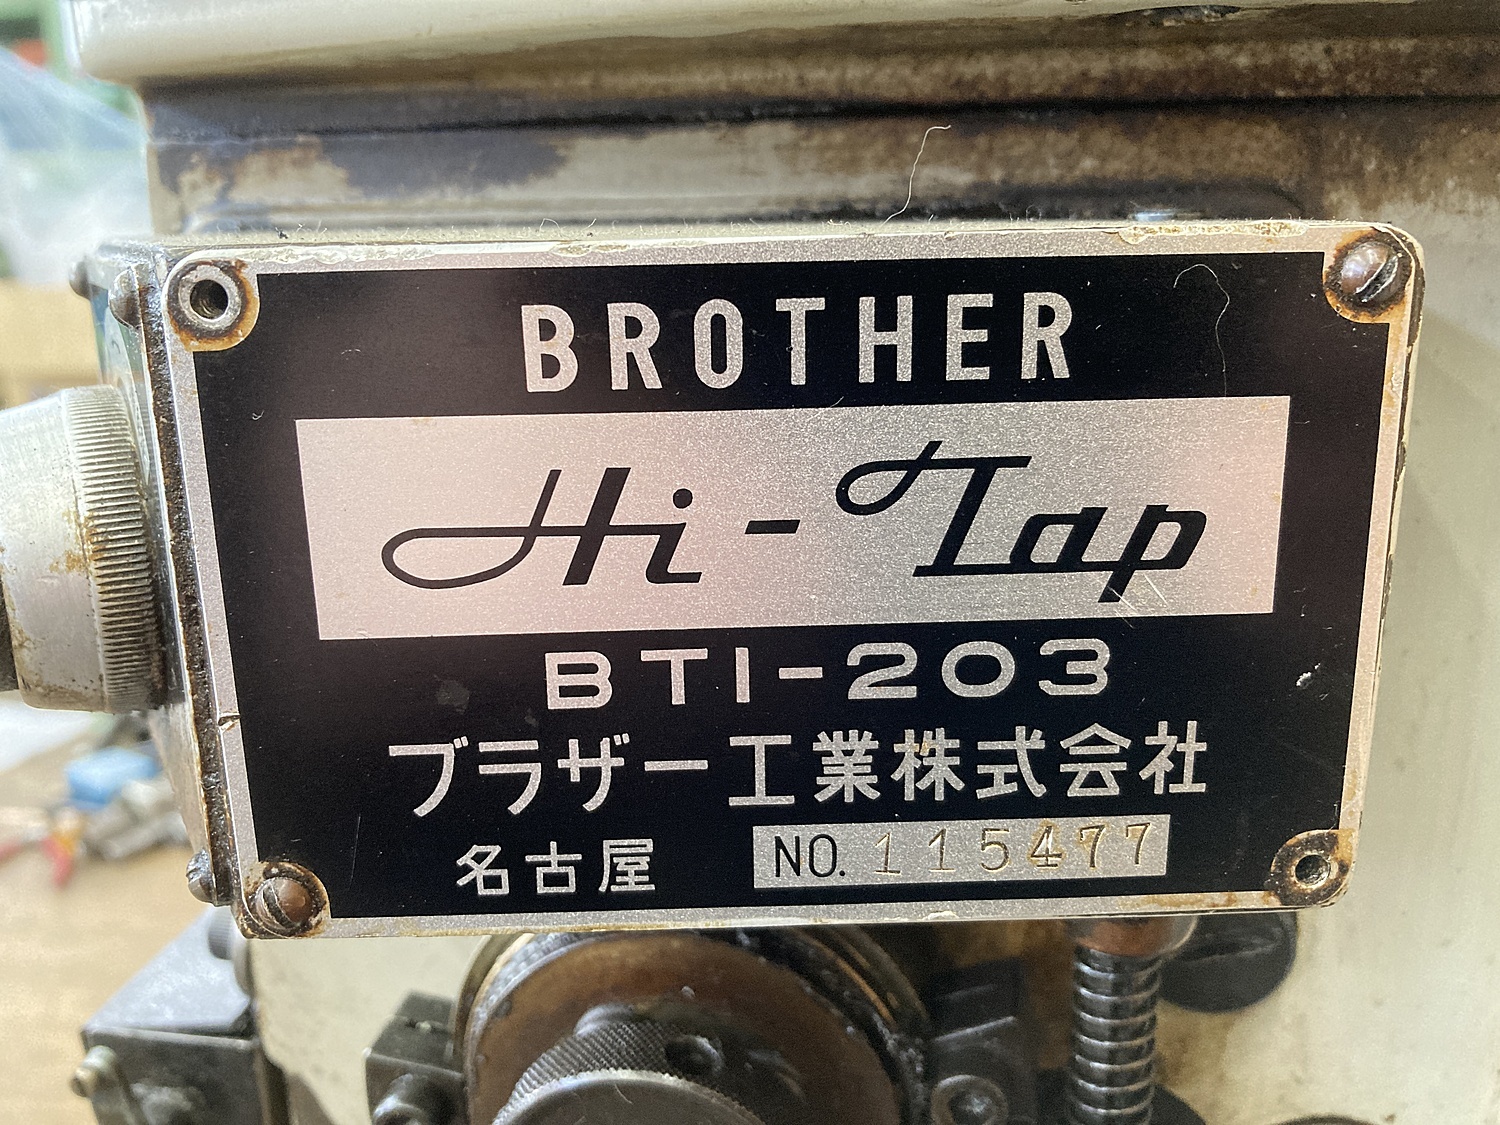 BROTHER
Hi-Tap
BT1-203
ブラザー工業株式会社
名古屋 NO. 115477